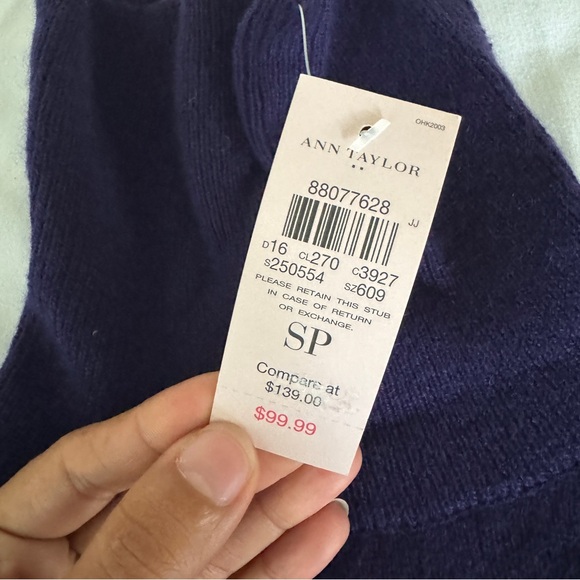 OHK2003
ANN TAYLOR
88077628
JJ
D16 CL270 C3927
S250554 SZ609
PLEASE RETAIN THIS STUB
IN CASE OF RETURN
OR EXCHANGE.
SP
Compare at
$139.00
$99.99